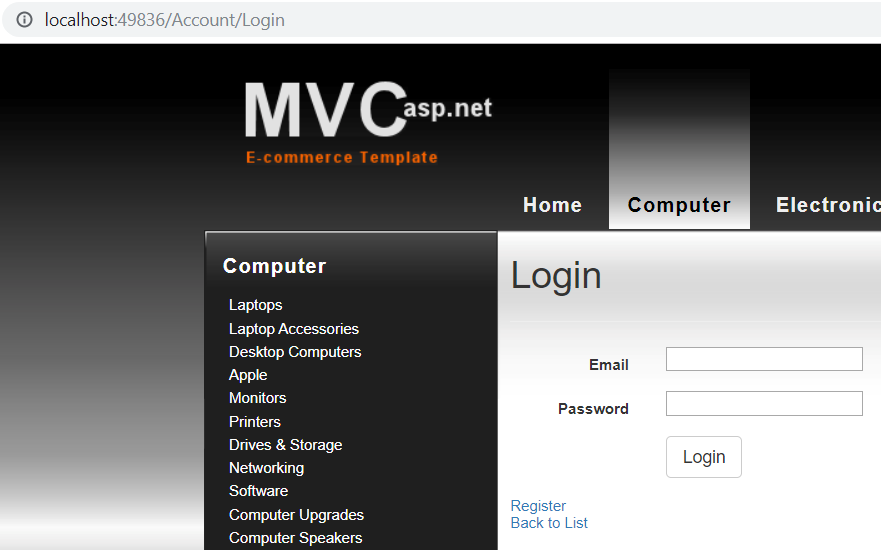 localhost:49836/Account/Login
MVC asp.net
E-commerce Template
Home Computer Electronic
Computer
Laptops
Laptop Accessories
Desktop Computers
Apple
Monitors
Printers
Drives & Storage
Networking
Software
Computer Upgrades
Computer Speakers
Login
Email
Password
Login
Register
Back to List